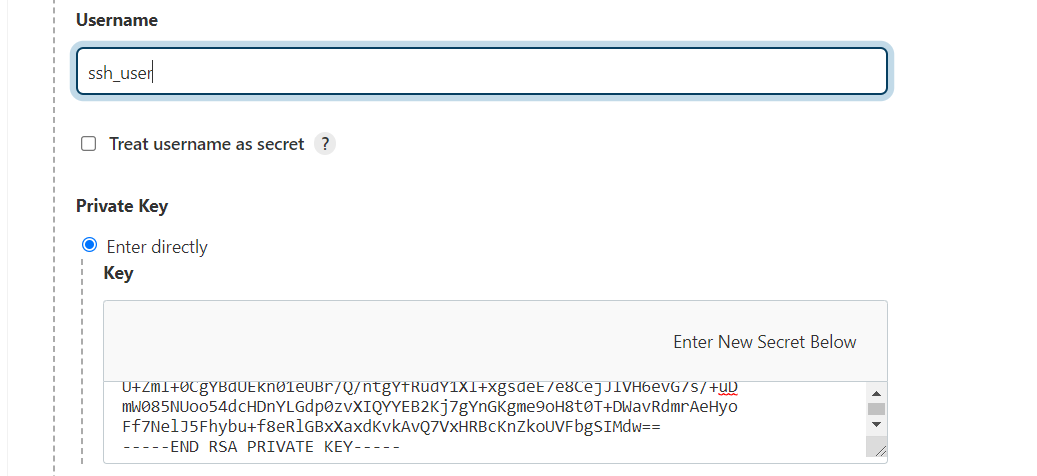 Username
ssh_user
Treat username as secret ?
Private Key
Enter directly
Key
Enter New Secret Below
mW085NUoo54dcHDnYLGdp0zvXIQYYEB2Kj7gYnGKgme9oH8t0T+DWavRdmrAeHyo
Ff7NelJ5Fhybu+f8eRlGBxXaxdKvkAvQ7VxHRBcKnZkoUVFbgSIMdw==
-----END RSA PRIVATE KEY-----